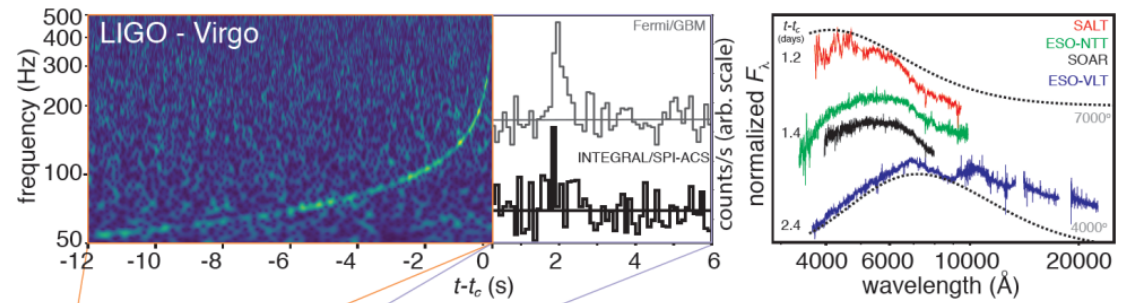 LIGO - Virgo
frequency (Hz)
500
400
300
200
100
50
-12 -10 -8 -6 -4 -2 0 2 4 6
t-tc (s)
Fermi/GBM
INTEGRAL/SPI-ACS
counts/s (arb. scale)
normalized Fλ
t-tc
(days)
1.2
1.4
2.4
SALT
ESO-NTT
SOAR
ESO-VLT
7000°
4000°
4000 6000 10000 20000
wavelength (Å)